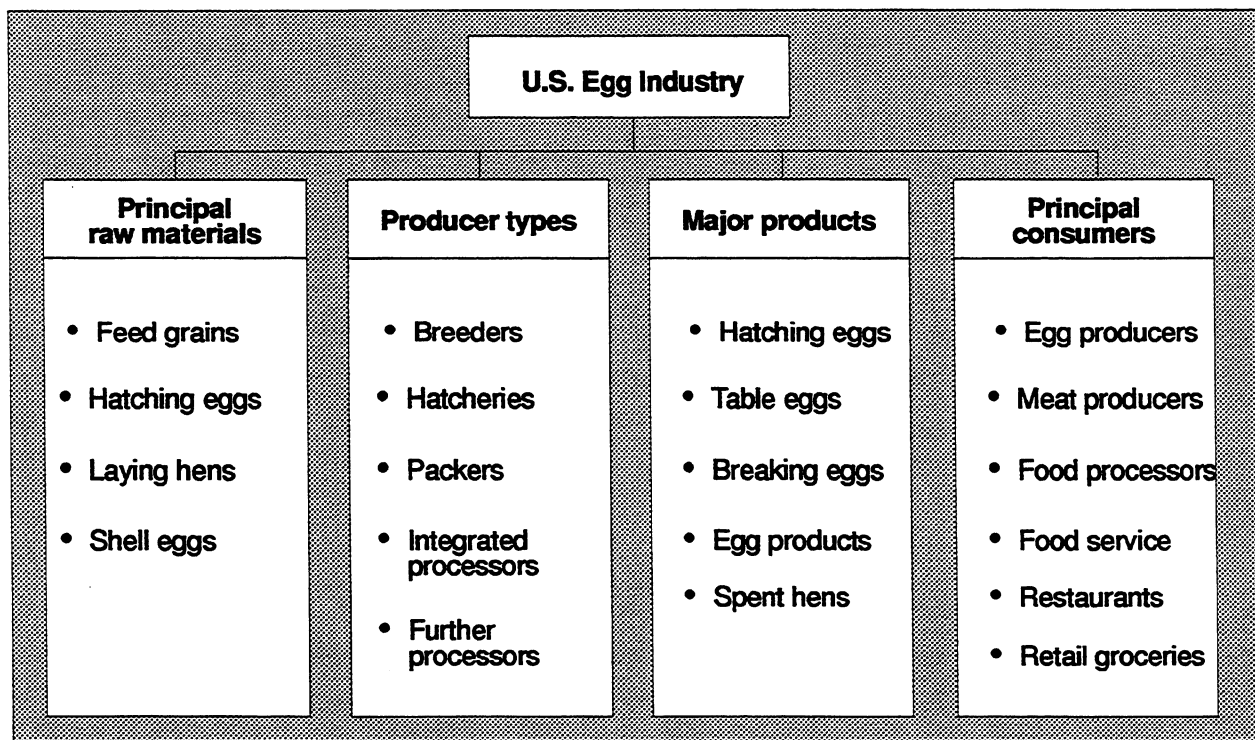 U.S. Egg Industry
Principal
raw materials
• Feed grains
• Hatching eggs
• Laying hens
• Shell eggs
Producer types
• Breeders
• Hatcheries
• Packers
• Integrated
processors
• Further
processors
Major products
• Hatching eggs
• Table eggs
• Breaking eggs
• Egg products
• Spent hens
Principal
consumers
• Egg producers
• Meat producers
• Food processors
• Food service
• Restaurants
• Retail groceries